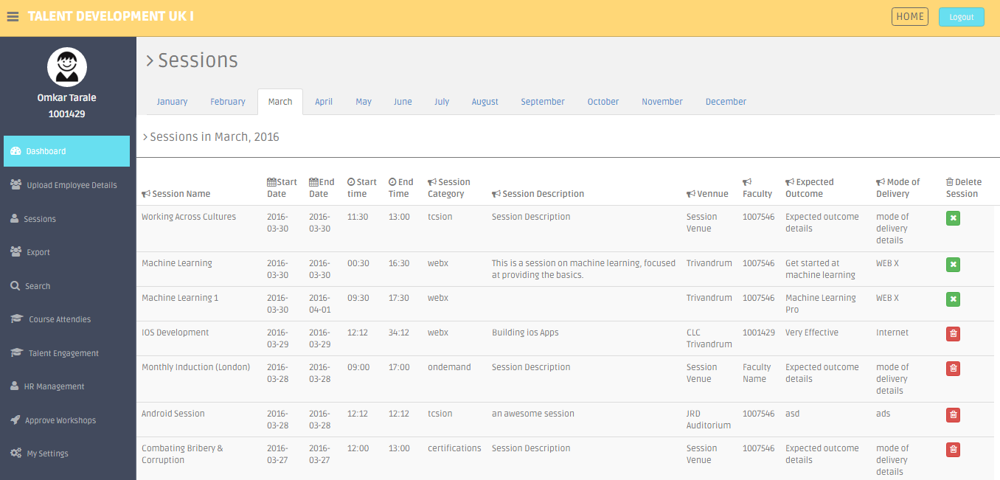 TALENT DEVELOPMENT UK I
HOME
Logout
Omkar Tarale
1001429
Dashboard
Upload Employee Details
Sessions
Export
Search
Course Attendies
Talent Engagement
HR Management
Approve Workshops
My Settings
Sessions
January February March April May June July August September October November December
Sessions in March, 2016
Session Name Start Date End Date Start time End Time Session Category Session Description Vennue Faculty Expected Outcome Mode of Delivery Delete Session
Working Across Cultures 2016-03-30 2016-03-30 11:30 13:00 tcsion Session Description Session Venue 1007546 Expected outcome details mode of delivery details
Machine Learning 2016-03-30 2016-03-30 00:30 16:30 webx This is a session on machine learning, focused at providing the basics. Trivandrum 1007546 Get started at machine learning WEB X
Machine Learning 1 2016-03-30 2016-04-01 09:30 17:30 webx Trivandrum 1007546 Machine Learning Pro WEB X
IOS Development 2016-03-29 2016-03-29 12:12 34:12 webx Building ios Apps CLC Trivandrum 1001429 Very Effective Internet
Monthly Induction (London) 2016-03-28 2016-03-28 09:00 17:00 ondemand Session Description Session Venue Faculty Name Expected outcome details mode of delivery details
Android Session 2016-03-28 2016-03-28 12:12 12:12 tcsion an awesome session JRD Auditorium 1007546 asd ads
Combating Bribery & Corruption 2016-03-27 2016-03-27 12:00 13:00 certifications Session Description Session Venue 1007546 Expected outcome details mode of delivery details